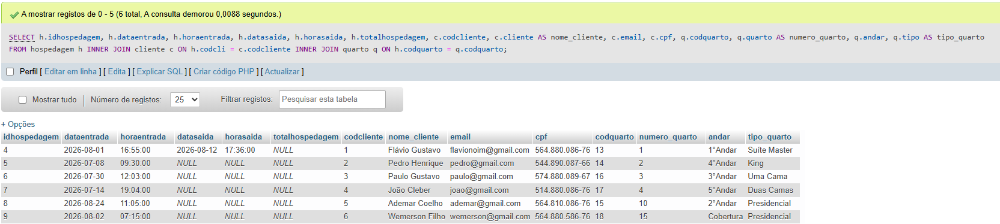 A mostrar registos de 0 - 5 (6 total, A consulta demorou 0,0088 segundos.)
SELECT h.idhospedagem, h.dataentrada, h.horaentrada, h.datasaida, h.horasaida, h.totalhospedagem, c.codcliente, c.cliente AS nome_cliente, c.email, c.cpf, q.codquarto, q.quarto AS numero_quarto, q.andar, q.tipo AS tipo_quarto
FROM hospedagem h INNER JOIN cliente c ON h.codcli = c.codcliente INNER JOIN quarto q ON h.codquarto = q.codquarto;
Perfil [ Editar em linha ] [ Edita ] [ Explicar SQL ] [ Criar código PHP ] [ Actualizar ]
Mostrar tudo | Número de registos: 25 Filtrar registos: Pesquisar esta tabela
+ Opções
idhospedagem dataentrada horaentrada datasaida horasaida totalhospedagem codcliente nome_cliente email cpf codquarto numero_quarto andar tipo_quarto
4 2026-08-01 16:55:00 2026-08-12 17:36:00 NULL 1 Flávio Gustavo flavionoim@gmail.com 564.880.086-76 13 1 1°Andar Suíte Master
5 2026-07-08 09:30:00 NULL NULL NULL 2 Pedro Henrique pedro@gmail.com 544.890.087-66 14 2 4°Andar King
6 2026-07-30 12:03:00 NULL NULL NULL 3 Paulo Gustavo paulo@gmail.com 574.880.089-67 16 3 3°Andar Uma Cama
7 2026-07-14 19:04:00 NULL NULL NULL 4 João Cleber joao@gmail.com 514.880.086-76 17 4 5°Andar Duas Camas
8 2026-08-24 11:05:00 NULL NULL NULL 5 Ademar Coelho ademar@gmail.com 564.810.086-76 15 10 2°Andar Presidencial
9 2026-08-02 07:15:00 NULL NULL NULL 6 Wemerson Filho wemerson@gmail.com 564.880.586-76 18 15 Cobertura Presidencial